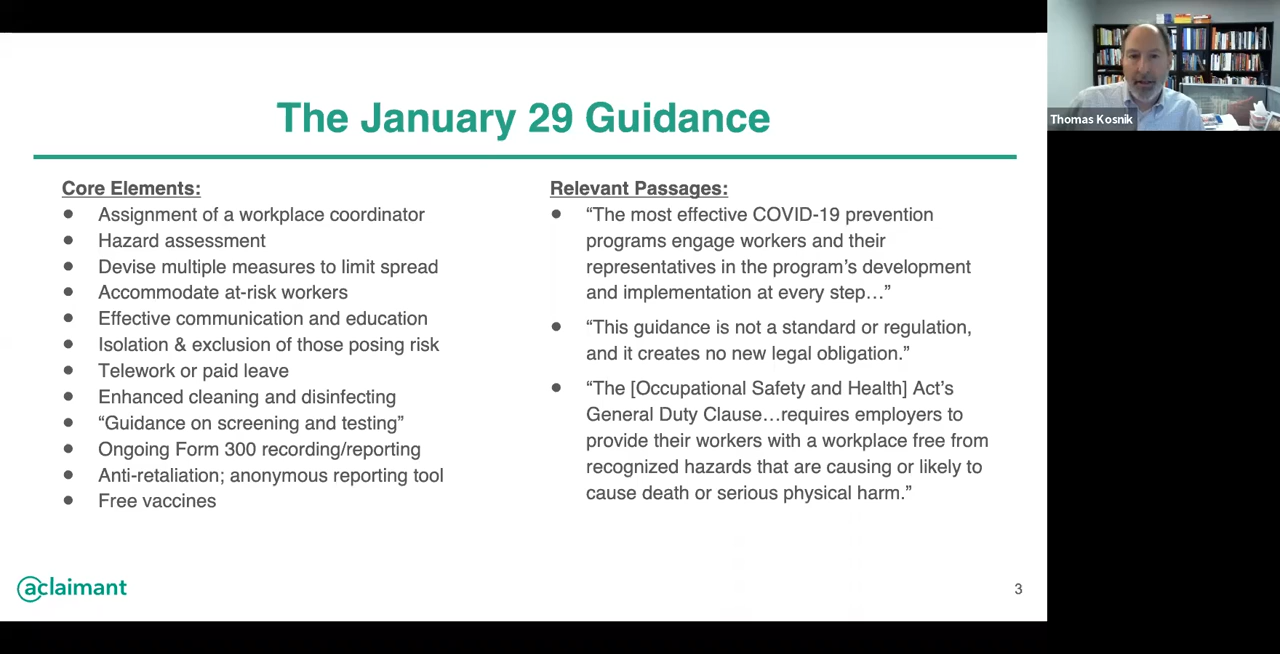 The January 29 Guidance
Core Elements:
● Assignment of a workplace coordinator
● Hazard assessment
● Devise multiple measures to limit spread
● Accommodate at-risk workers
● Effective communication and education
● Isolation & exclusion of those posing risk
● Telework or paid leave
● Enhanced cleaning and disinfecting
● “Guidance on screening and testing”
● Ongoing Form 300 recording/reporting
● Anti-retaliation; anonymous reporting tool
● Free vaccines
Relevant Passages:
● “The most effective COVID-19 prevention
programs engage workers and their
representatives in the program’s development
and implementation at every step…”
● “This guidance is not a standard or regulation,
and it creates no new legal obligation.”
● “The [Occupational Safety and Health] Act’s
General Duty Clause…requires employers to
provide their workers with a workplace free from
recognized hazards that are causing or likely to
cause death or serious physical harm.”
aclaimant
3
Thomas Kosnik